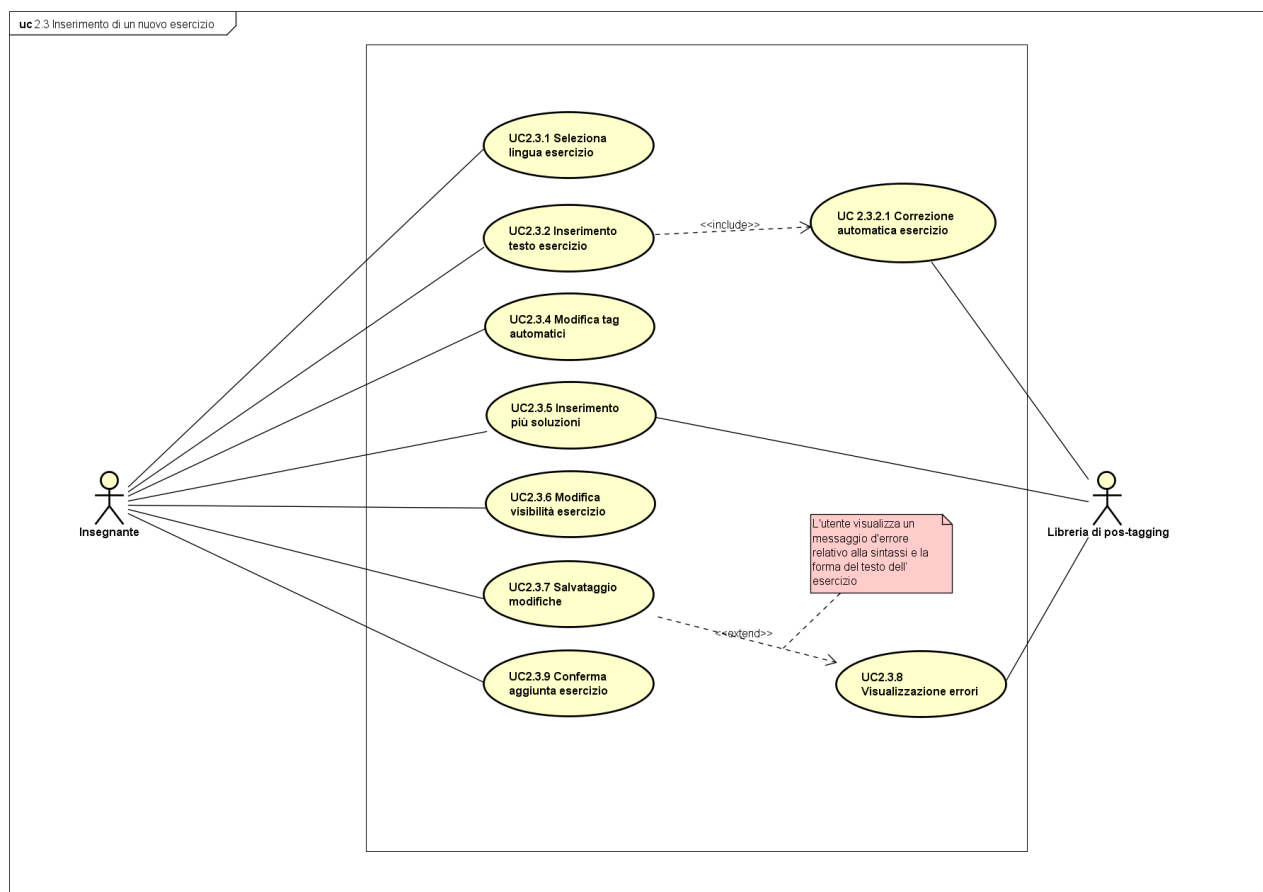 uc 2.3 Inserimento di un nuovo esercizio
UC2.3.1 Seleziona
lingua esercizio
UC2.3.2 Inserimento
testo esercizio
<<include>>
UC 2.3.2.1 Correzione
automatica esercizio
UC2.3.4 Modifica tag
automatici
UC2.3.5 Inserimento
più soluzioni
UC2.3.6 Modifica
visibilità esercizio
Insegnante
Libreria di pos-tagging
L'utente visualizza un
messaggio d'errore
relativo alla sintassi e la
forma del testo dell'
esercizio
UC2.3.7 Salvataggio
modifiche
<<extend>>
UC2.3.8
Visualizzazione errori
UC2.3.9 Conferma
aggiunta esercizio